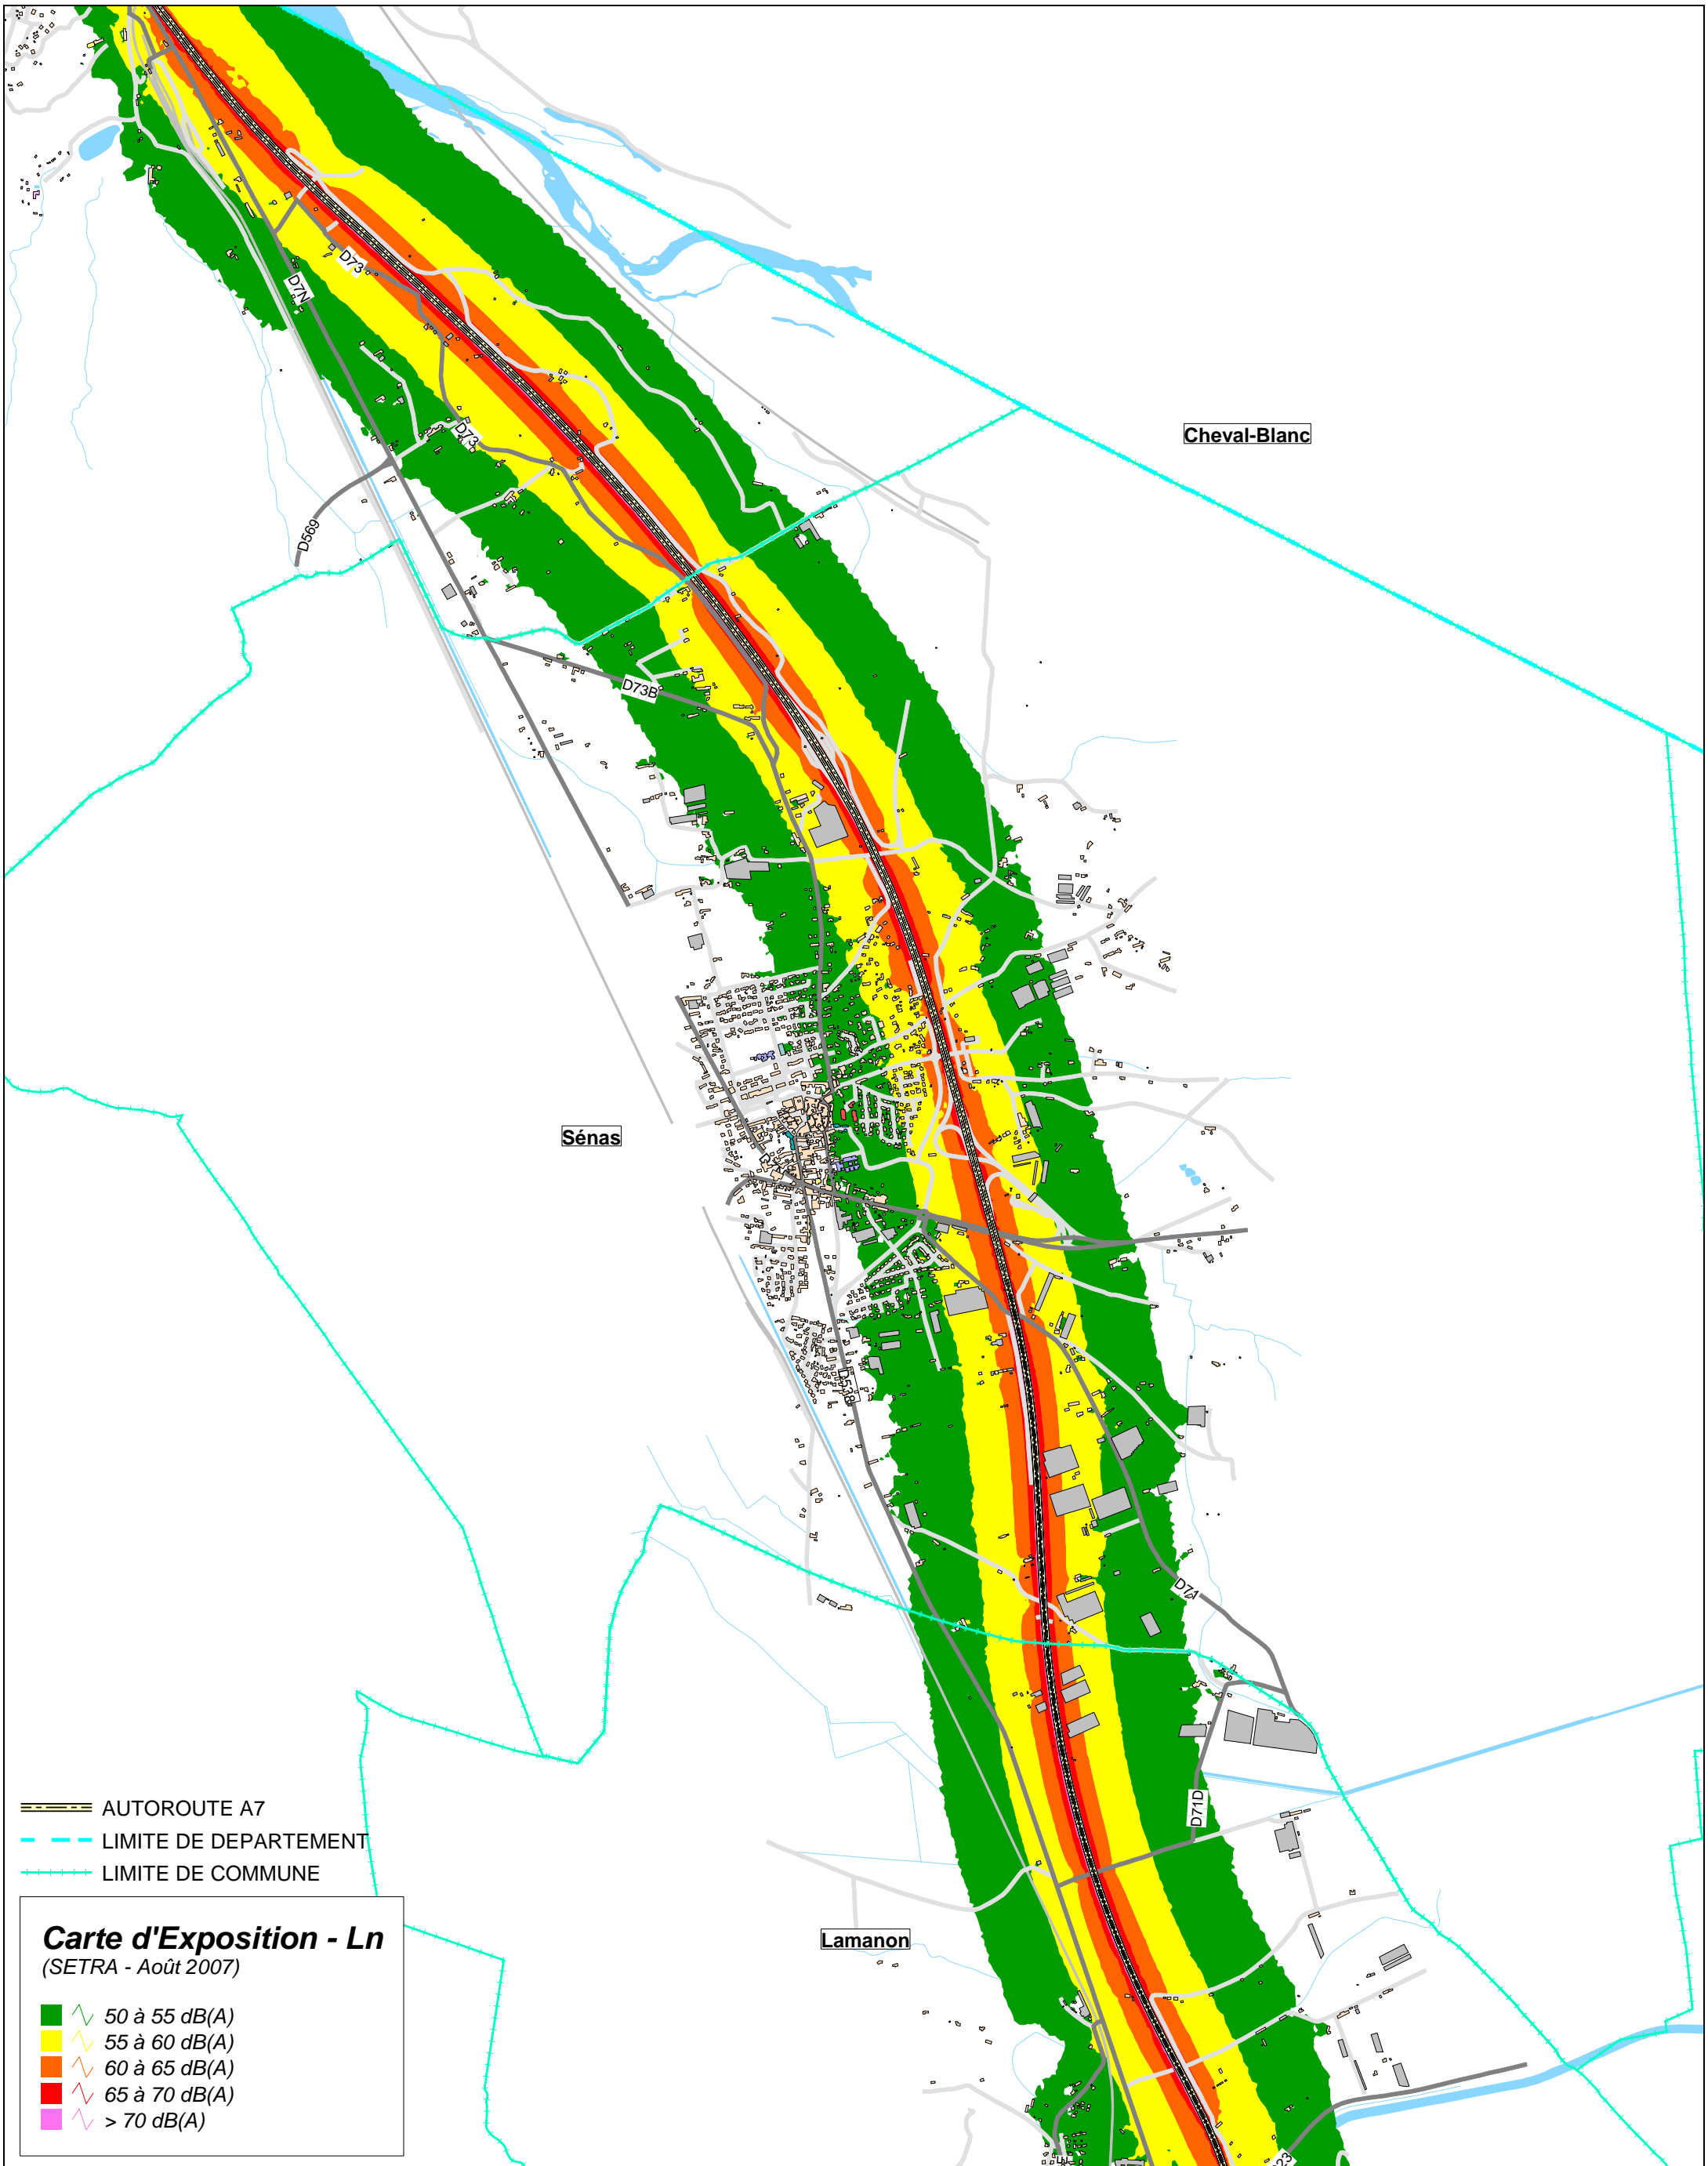 D73
D7N
Cheval-Blanc
D73
D569
D73B
Sénas
D538
D71
D71D
AUTOROUTE A7
LIMITE DE DEPARTEMENT
LIMITE DE COMMUNE
Lamanon
Carte d'Exposition - Ln
(SETRA - Août 2007)
50 à 55 dB(A)
55 à 60 dB(A)
60 à 65 dB(A)
65 à 70 dB(A)
> 70 dB(A)